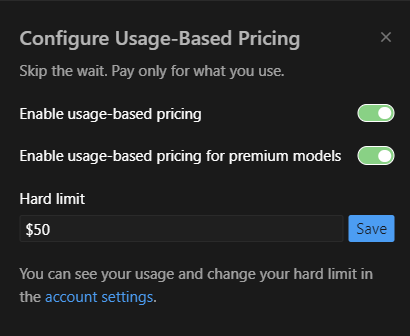 Configure Usage-Based Pricing
Skip the wait. Pay only for what you use.
Enable usage-based pricing
Enable usage-based pricing for premium models
Hard limit
$50 Save
You can see your usage and change your hard limit in
the account settings.